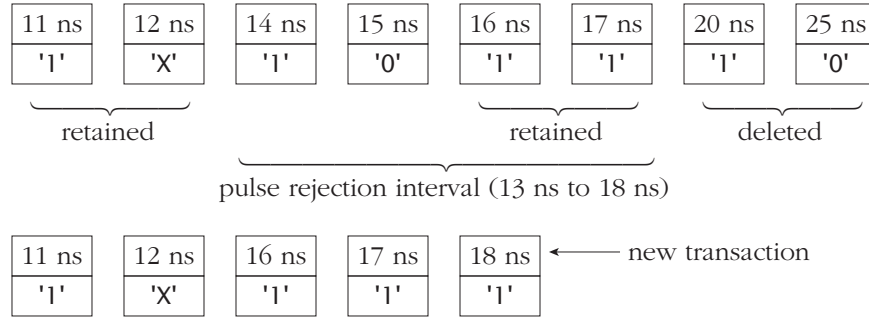 11 ns 12 ns 14 ns 15 ns 16 ns 17 ns 20 ns 25 ns
'1' 'X' '1' '0' '1' '1' '1' '0'
retained retained deleted
pulse rejection interval (13 ns to 18 ns)
11 ns 12 ns 16 ns 17 ns 18 ns new transaction
'1' 'X' '1' '1' '1'